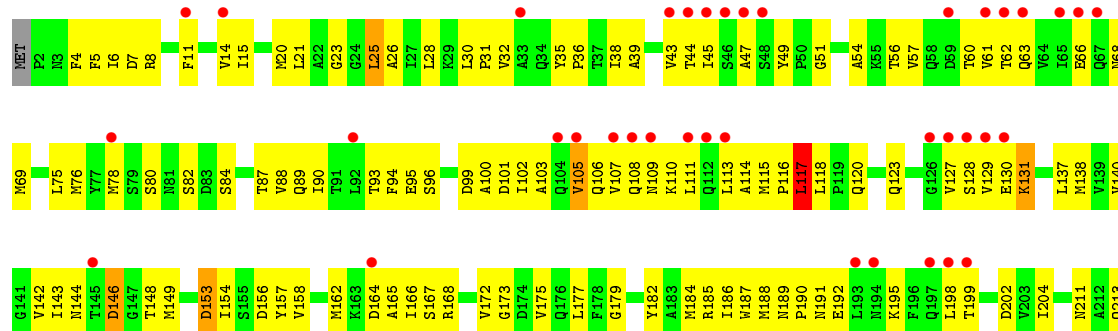 MET P2 N3 F4 F5 I6 D7 R8 F11 V14 I15 M20 L21 A22 G23 G24 L25 A26 I27 L28 K29 L30 P31 V32 A33 Q34 Y35 P36 T37 I38 A39 V43 T44 I45 S46 A47 S48 Y49 P50 G51 A54 K55 T56 V57 Q58 D59 T60 V61 T62 Q63 V64 I65 E66 Q67 N68
M69 L75 M76 Y77 M78 S79 S80 N81 S82 D83 S84 T87 V88 Q89 I90 T91 L92 T93 F94 E95 S96 D99 A100 D101 I102 A103 Q104 V105 Q106 V107 Q108 N109 K110 L111 Q112 L113 A114 M115 P116 L117 L118 P119 Q120 Q123 G126 V127 S128 V129 E130 K131 L137 M138 V139 V140
G141 V142 I143 N144 T145 D146 G147 T148 M149 D153 I154 S155 D156 Y157 V158 M162 K163 D164 A165 I166 S167 R168 V172 G173 D174 V175 Q176 L177 F178 G179 Y182 A183 M184 R185 I186 W187 M188 N189 P190 N191 E192 L193 N194 K195 F196 Q197 L198 T199 D202 V203 I204 N211 A212